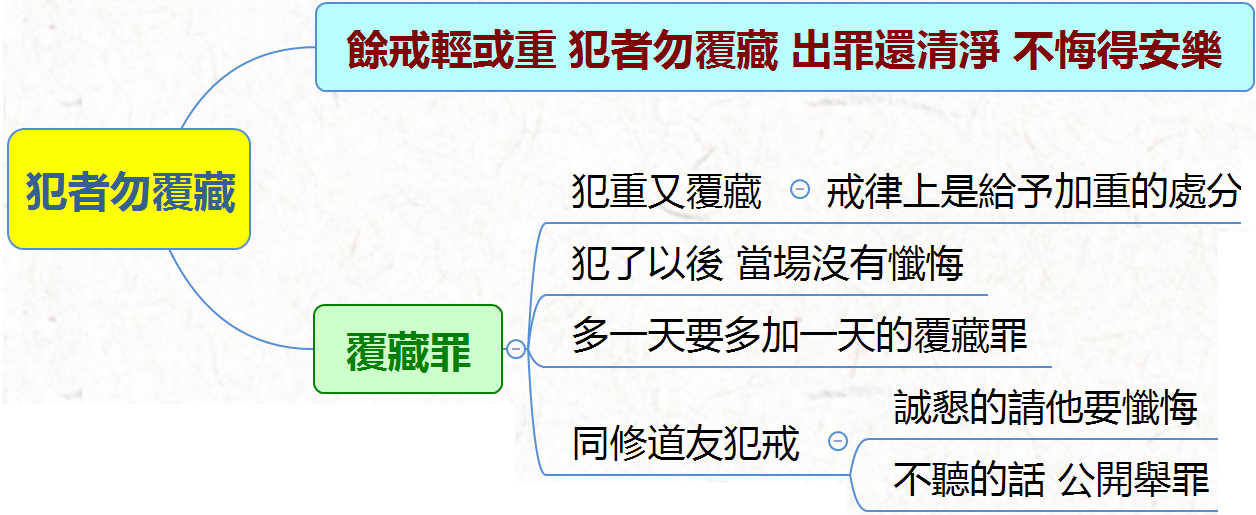 餘戒輕或重 犯者勿覆藏 出罪還清淨 不悔得安樂
犯者勿覆藏
犯重又覆藏
戒律上是給予加重的處分
犯了以後 當場沒有懺悔
多一天要多加一天的覆藏罪
覆藏罪
同修道友犯戒
誠懇的請他要懺悔
不聽的話 公開舉罪